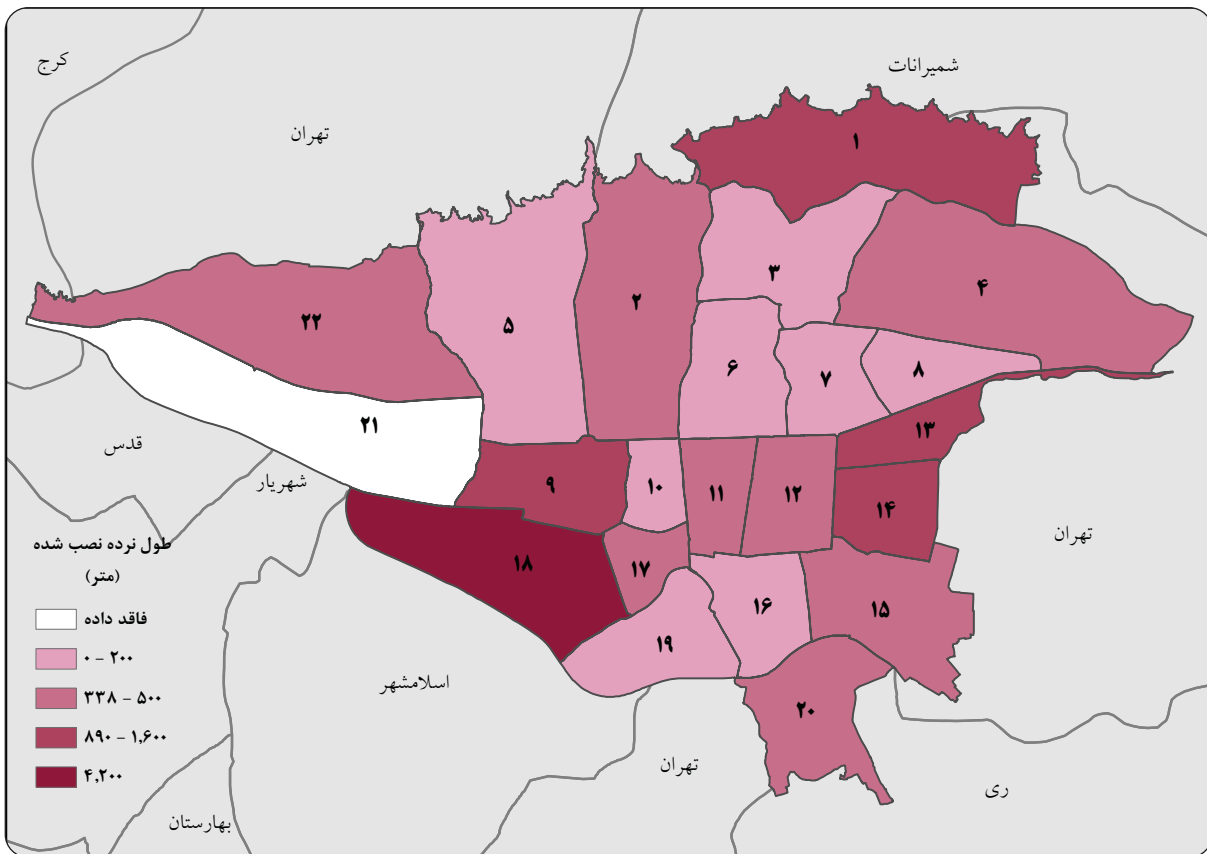 کرج
شمیرانات
تهران
۱
۳
۴
۲
۵
۲۲
۶
۷
۸
۲۱
۱۳
قدس
شهریار
۹
۱۰
۱۱
۱۲
۱۴
تهران
۱۸
۱۷
۱۶
۱۵
۱۹
اسلامشهر
۲۰
تهران
ری
بهارستان
طول نرده نصب شده
(متر)
فاقد داده
۰ - ۲۰۰
۳۳۸ - ۵۰۰
۸۹۰ - ۱,۶۰۰
۴,۲۰۰